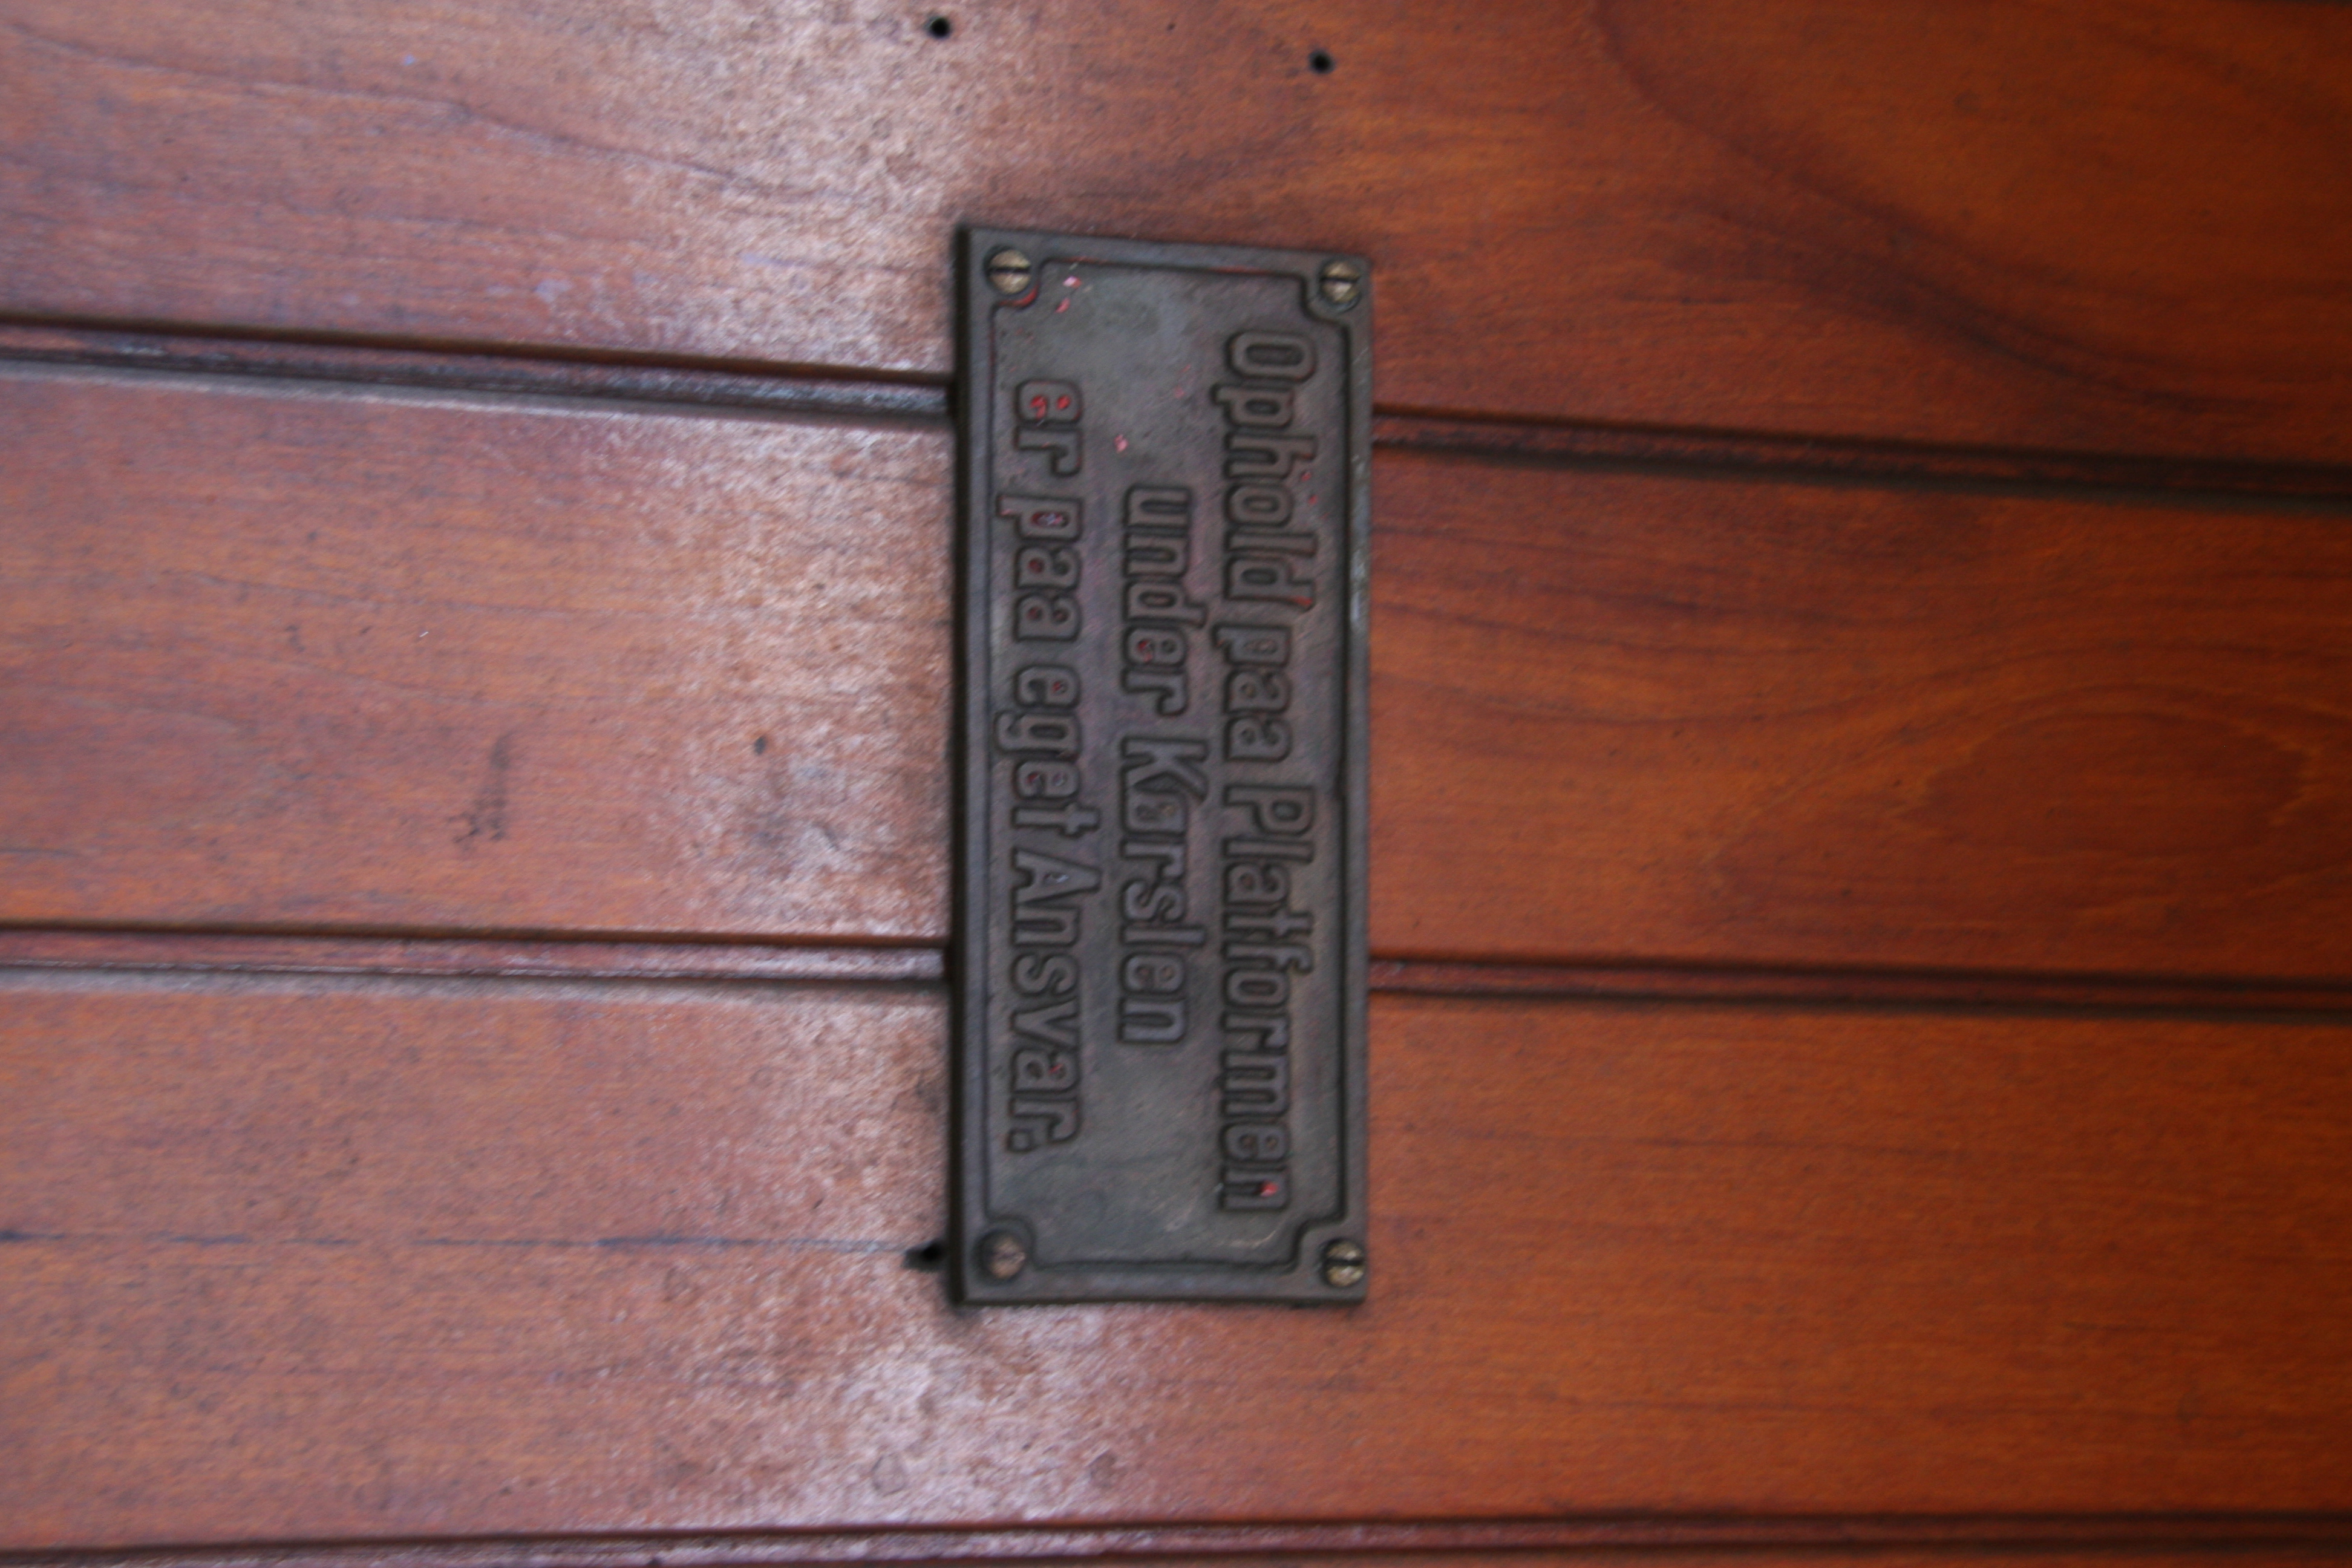 Ophold paa Platformen
under Kørslen
er paa eget Ansvar.